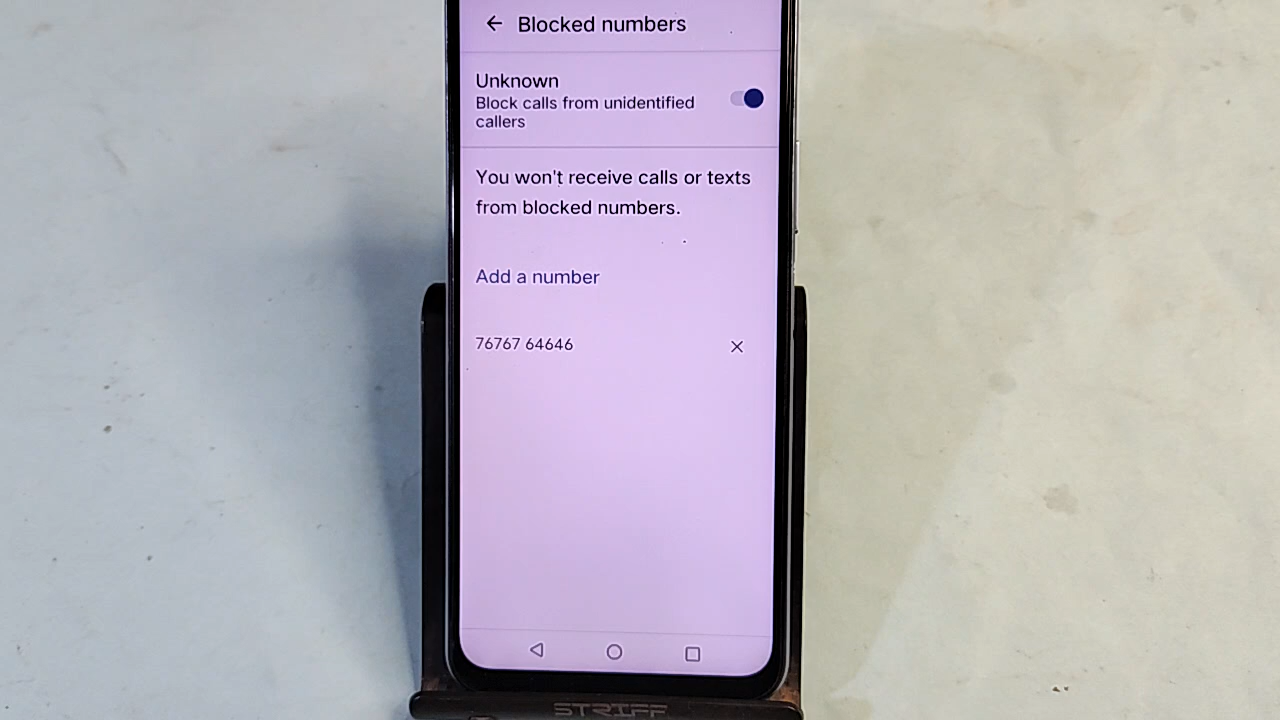 Blocked numbers
Unknown
Block calls from unidentified
callers
You won't receive calls or texts
from blocked numbers.
Add a number
76767 64646
STRIFF